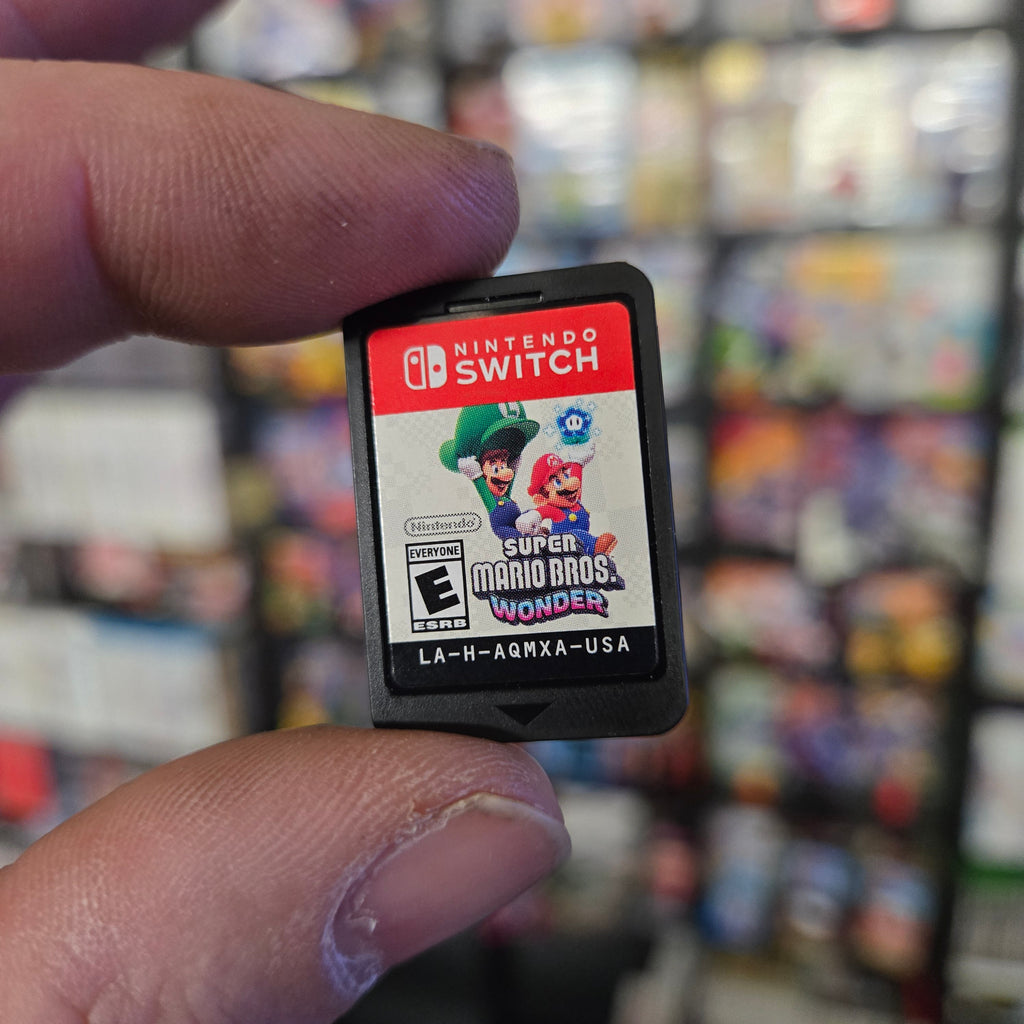 NINTENDO
SWITCH
L
M
Nintendo
EVERYONE
E
ESRB
SUPER
MARIO BROS.
WONDER
LA-H-AQMXA-USA